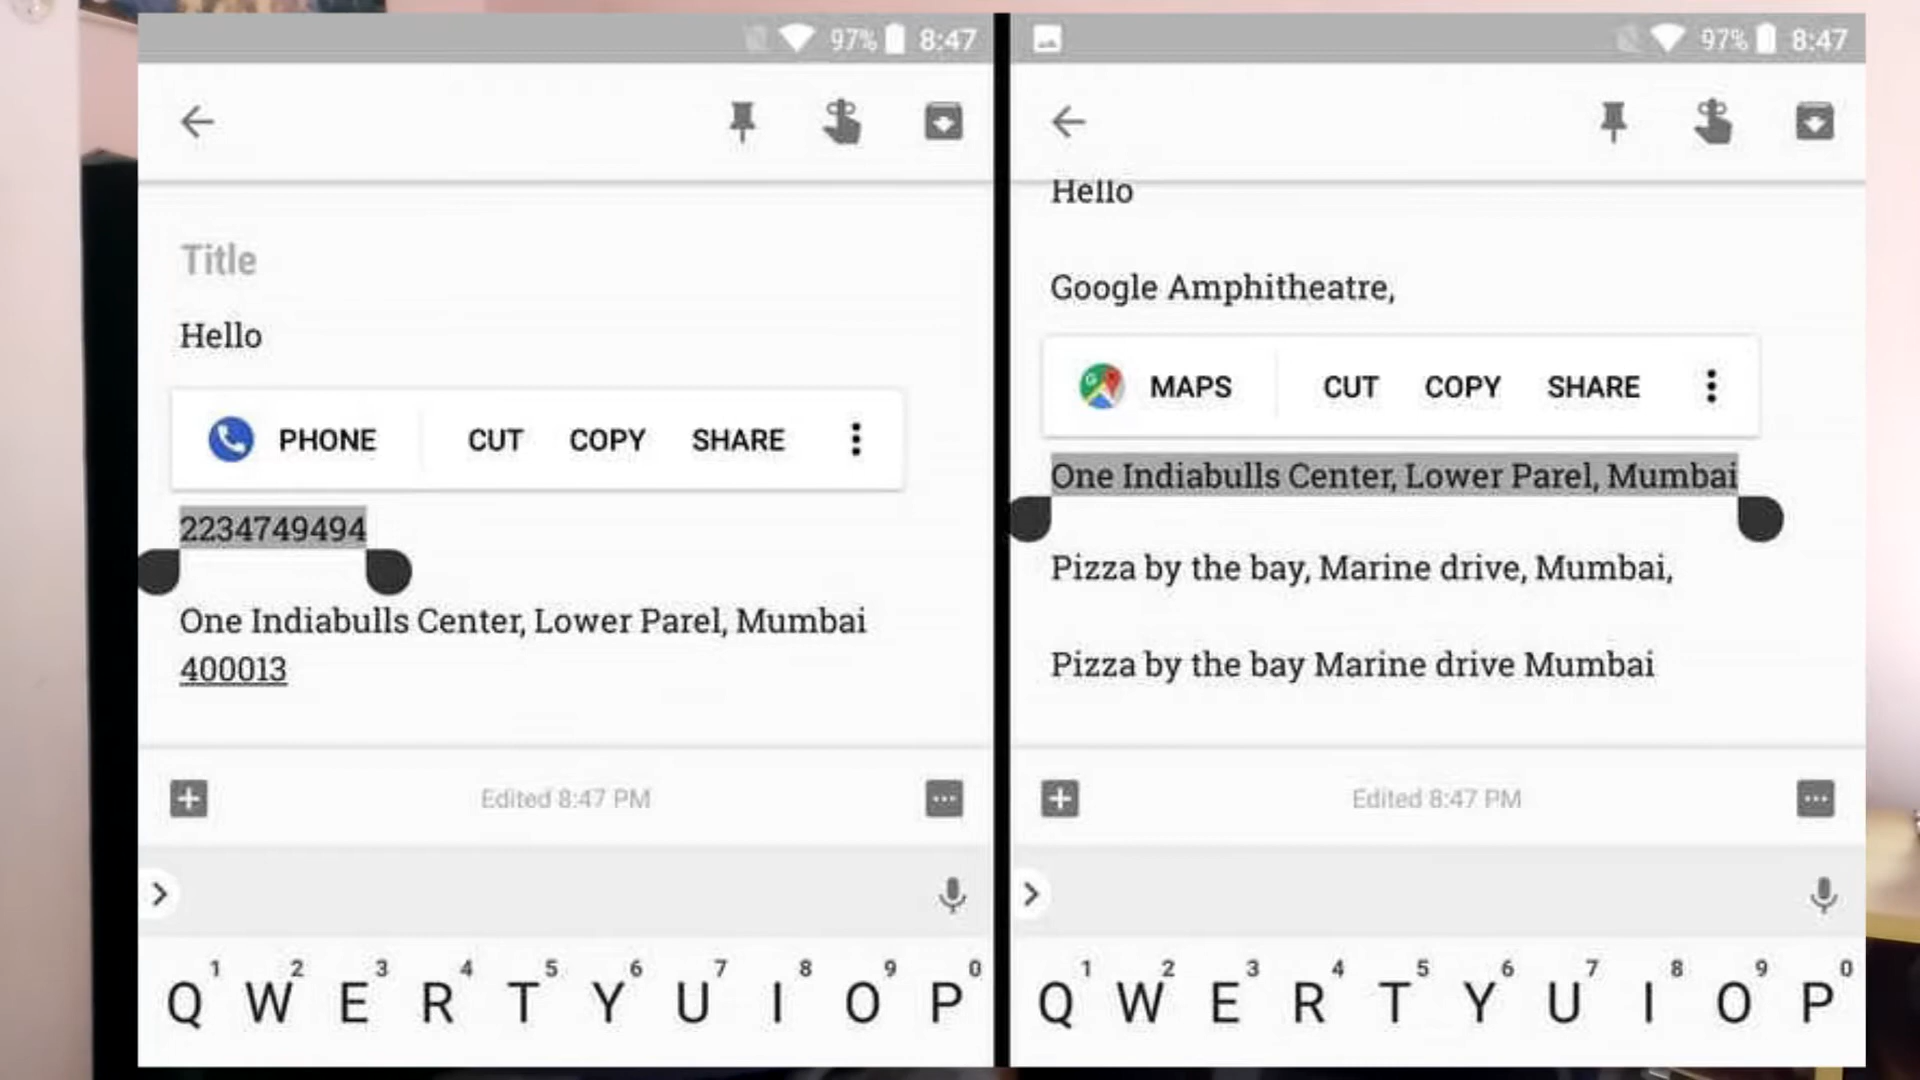 97% 8:47
Title
Hello
PHONE CUT COPY SHARE
2234749494
One Indiabulls Center, Lower Parel, Mumbai
400013
Edited 8:47 PM
1 2 3 4 5 6 7 8 9 0
Q W E R T Y U I O P
97% 8:47
Hello
Google Amphitheatre,
MAPS CUT COPY SHARE
One Indiabulls Center, Lower Parel, Mumbai
Pizza by the bay, Marine drive, Mumbai,
Pizza by the bay Marine drive Mumbai
Edited 8:47 PM
1 2 3 4 5 6 7 8 9 0
Q W E R T Y U I O P